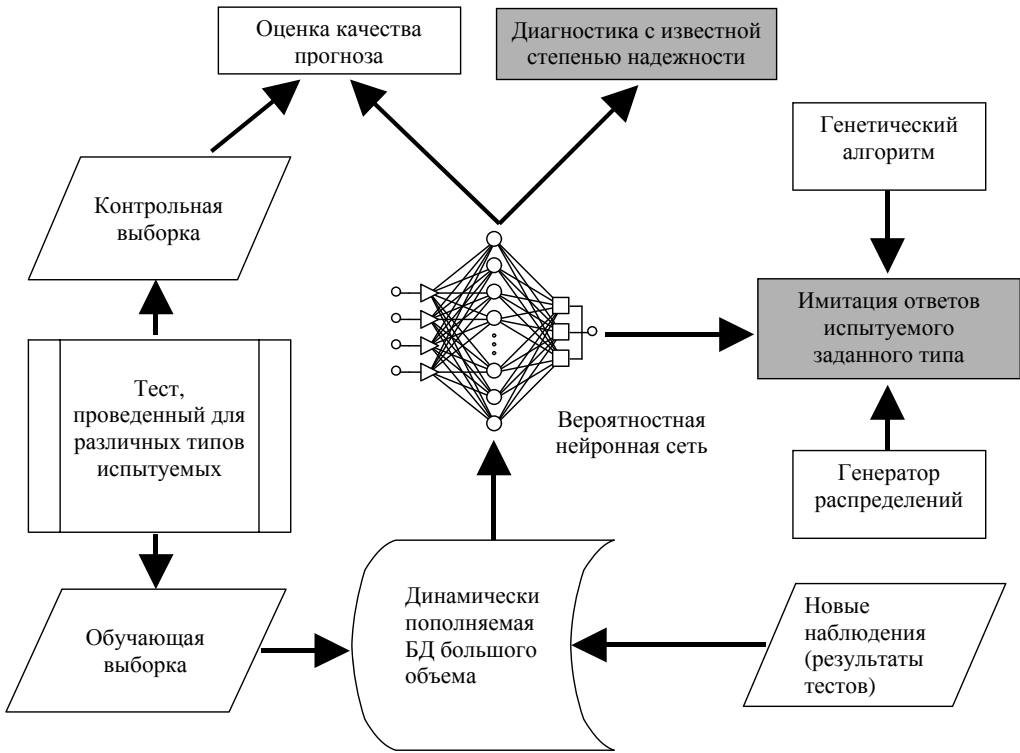 Оценка качества
прогноза
Диагностика с известной
степенью надежности
Генетический
алгоритм
Контрольная
выборка
Имитация ответов
испытуемого
заданного типа
Тест,
проведенный для
различных типов
испытуемых
Вероятностная
нейронная сеть
Генератор
распределений
Обучающая
выборка
Динамически
пополняемая
БД большого
объема
Новые
наблюдения
(результаты
тестов)